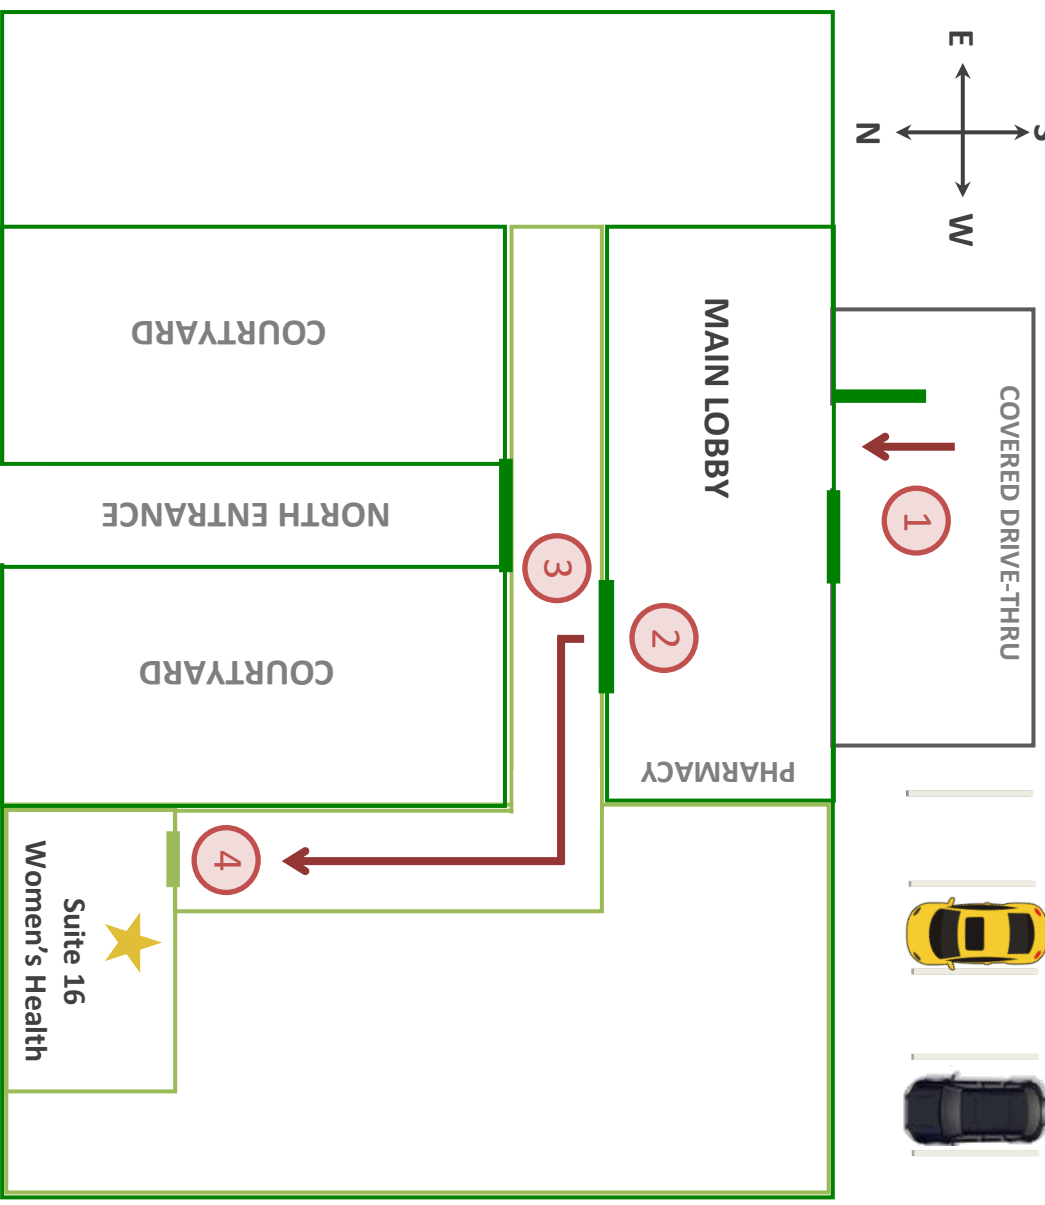 E
S
N
W
COURTYARD
MAIN LOBBY
COVERED DRIVE-THRU
NORTH ENTRANCE
1
3
2
COURTYARD
PHARMACY
4
Suite 16
Women's Health